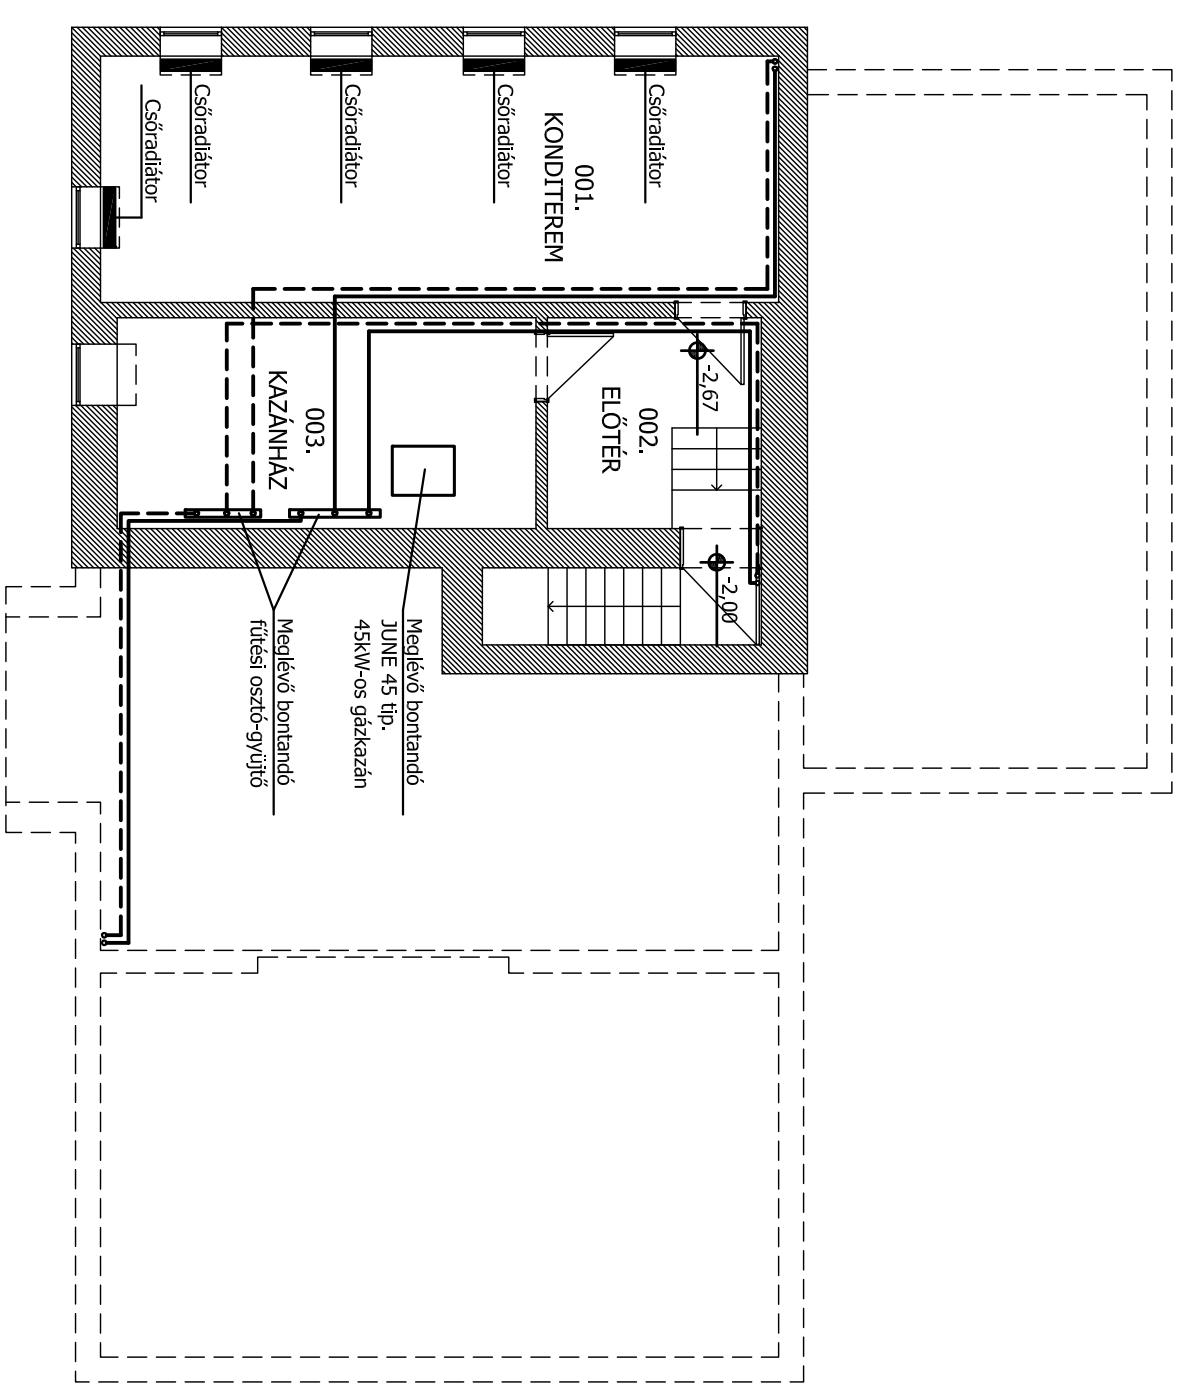 -2,00
-2,67
Csőradiátor
002.
ELŐTÉR
001.
KONDITEREM
Csőradiátor
Meglévő bontandó
JUNE 45 tip.
45kW-os gázkazán
Csőradiátor
003.
KAZÁNHÁZ
Meglévő bontandó
fűtési osztó-gyüjtő
Csőradiátor
Csőradiátor